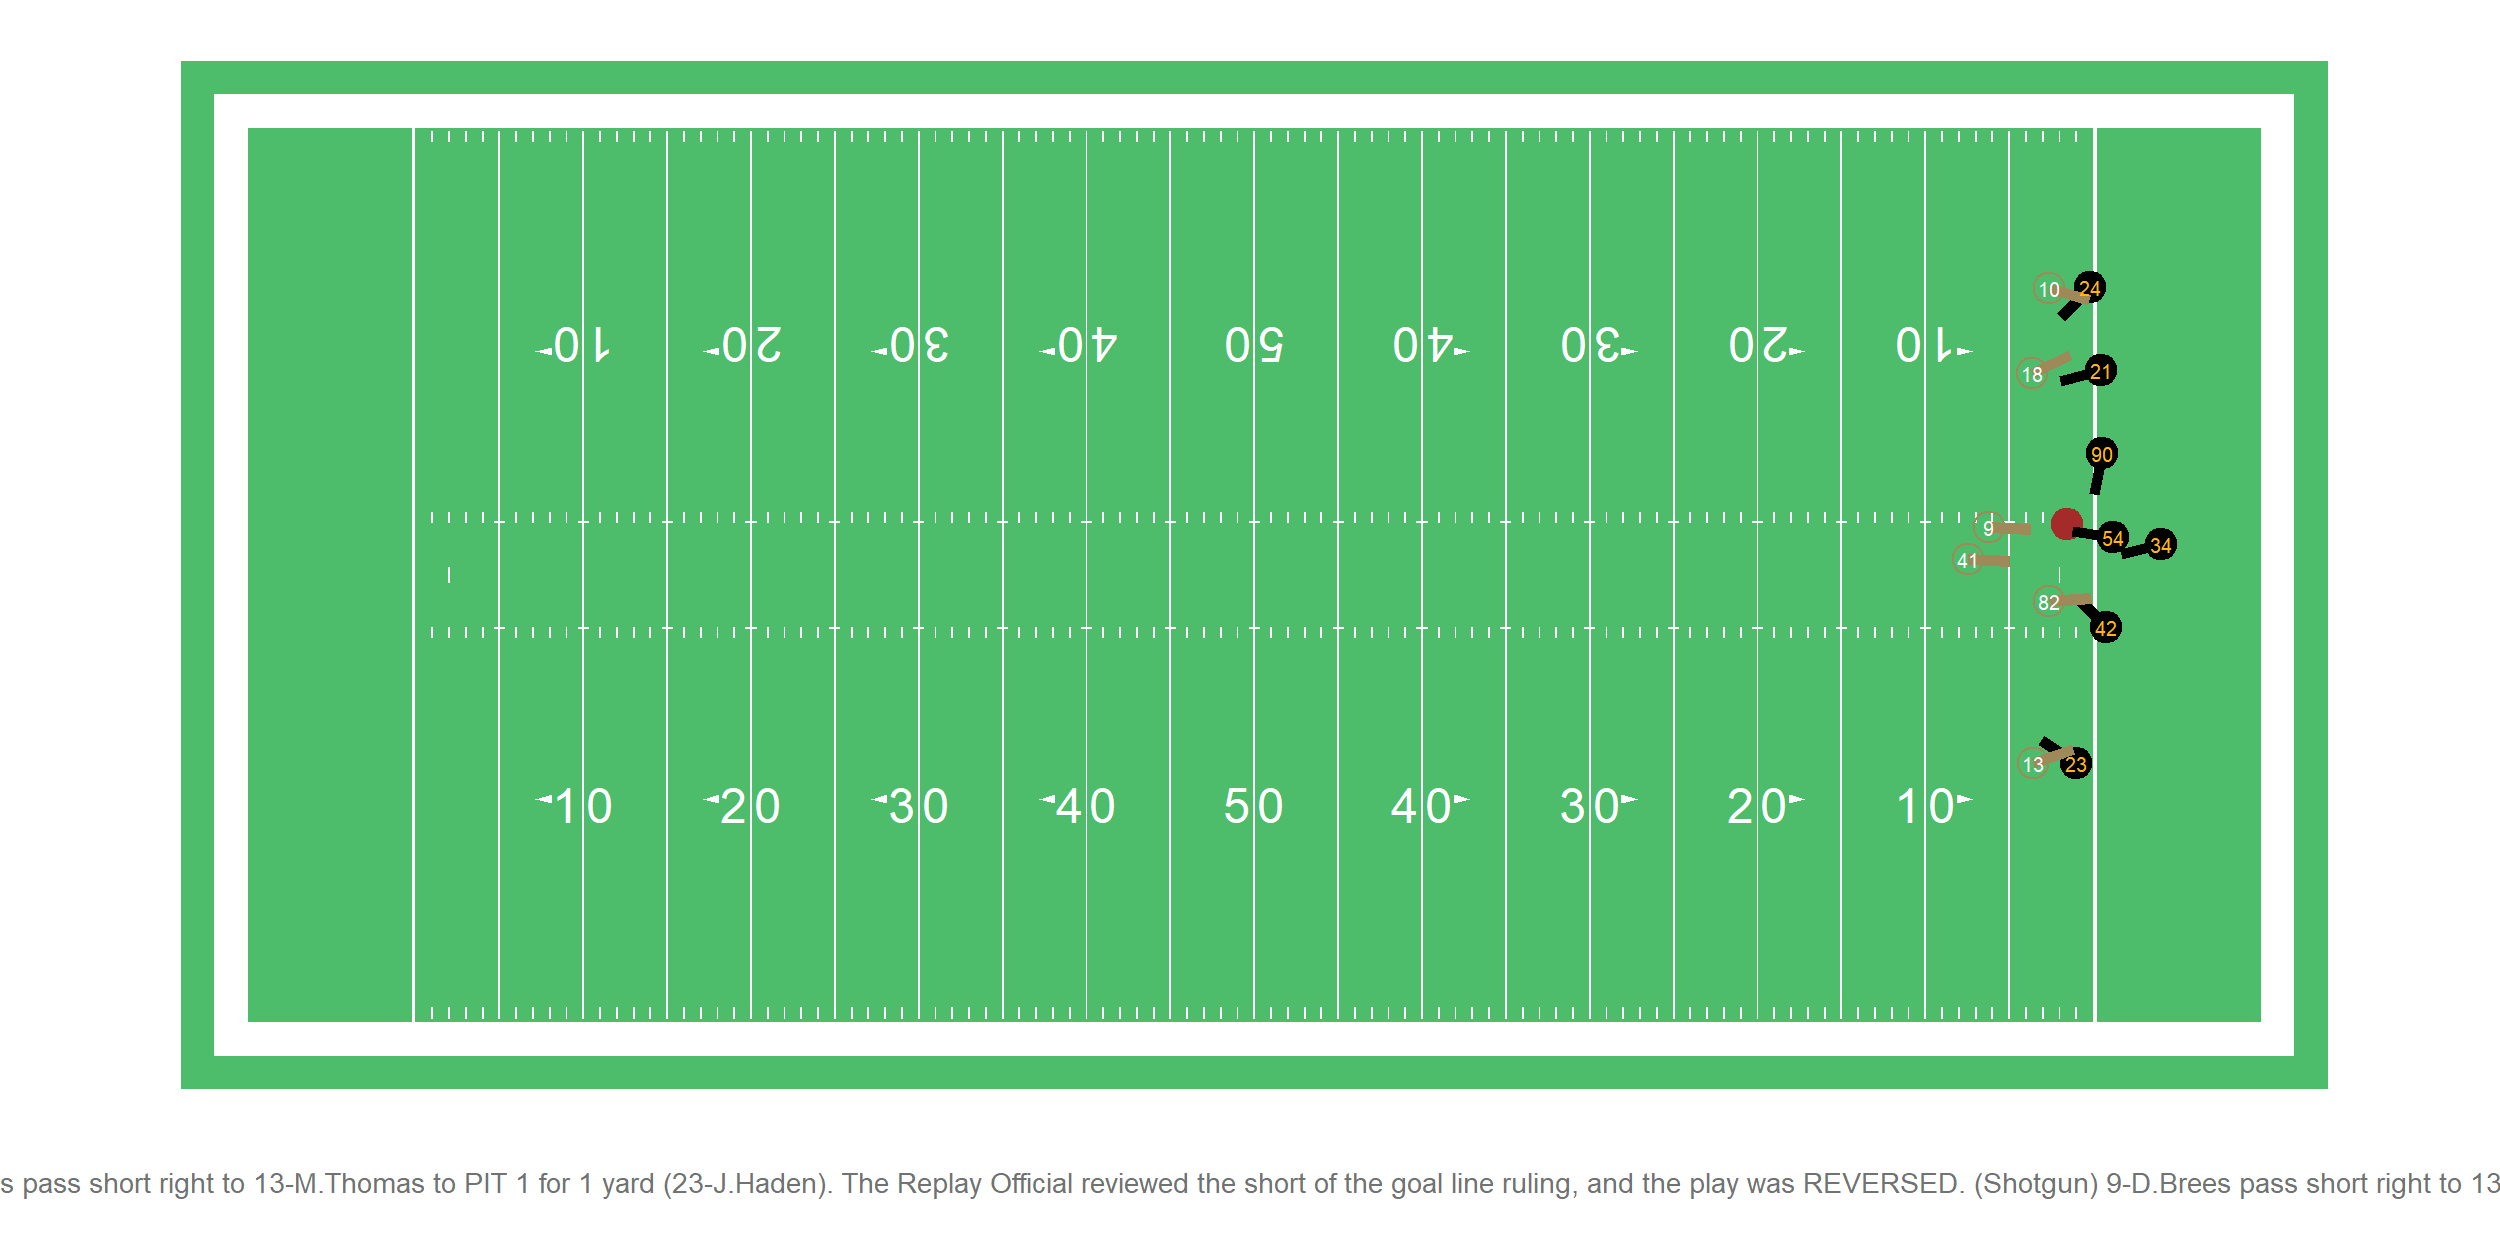 10 24
10 20 30 40 50 40 30 20 10
18 21
90
9 54 34
41
82
42
13 23
10 20 30 40 50 40 30 20 10
s pass short right to 13-M.Thomas to PIT 1 for 1 yard (23-J.Haden). The Replay Official reviewed the short of the goal line ruling, and the play was REVERSED. (Shotgun) 9-D.Brees pass short right to 13